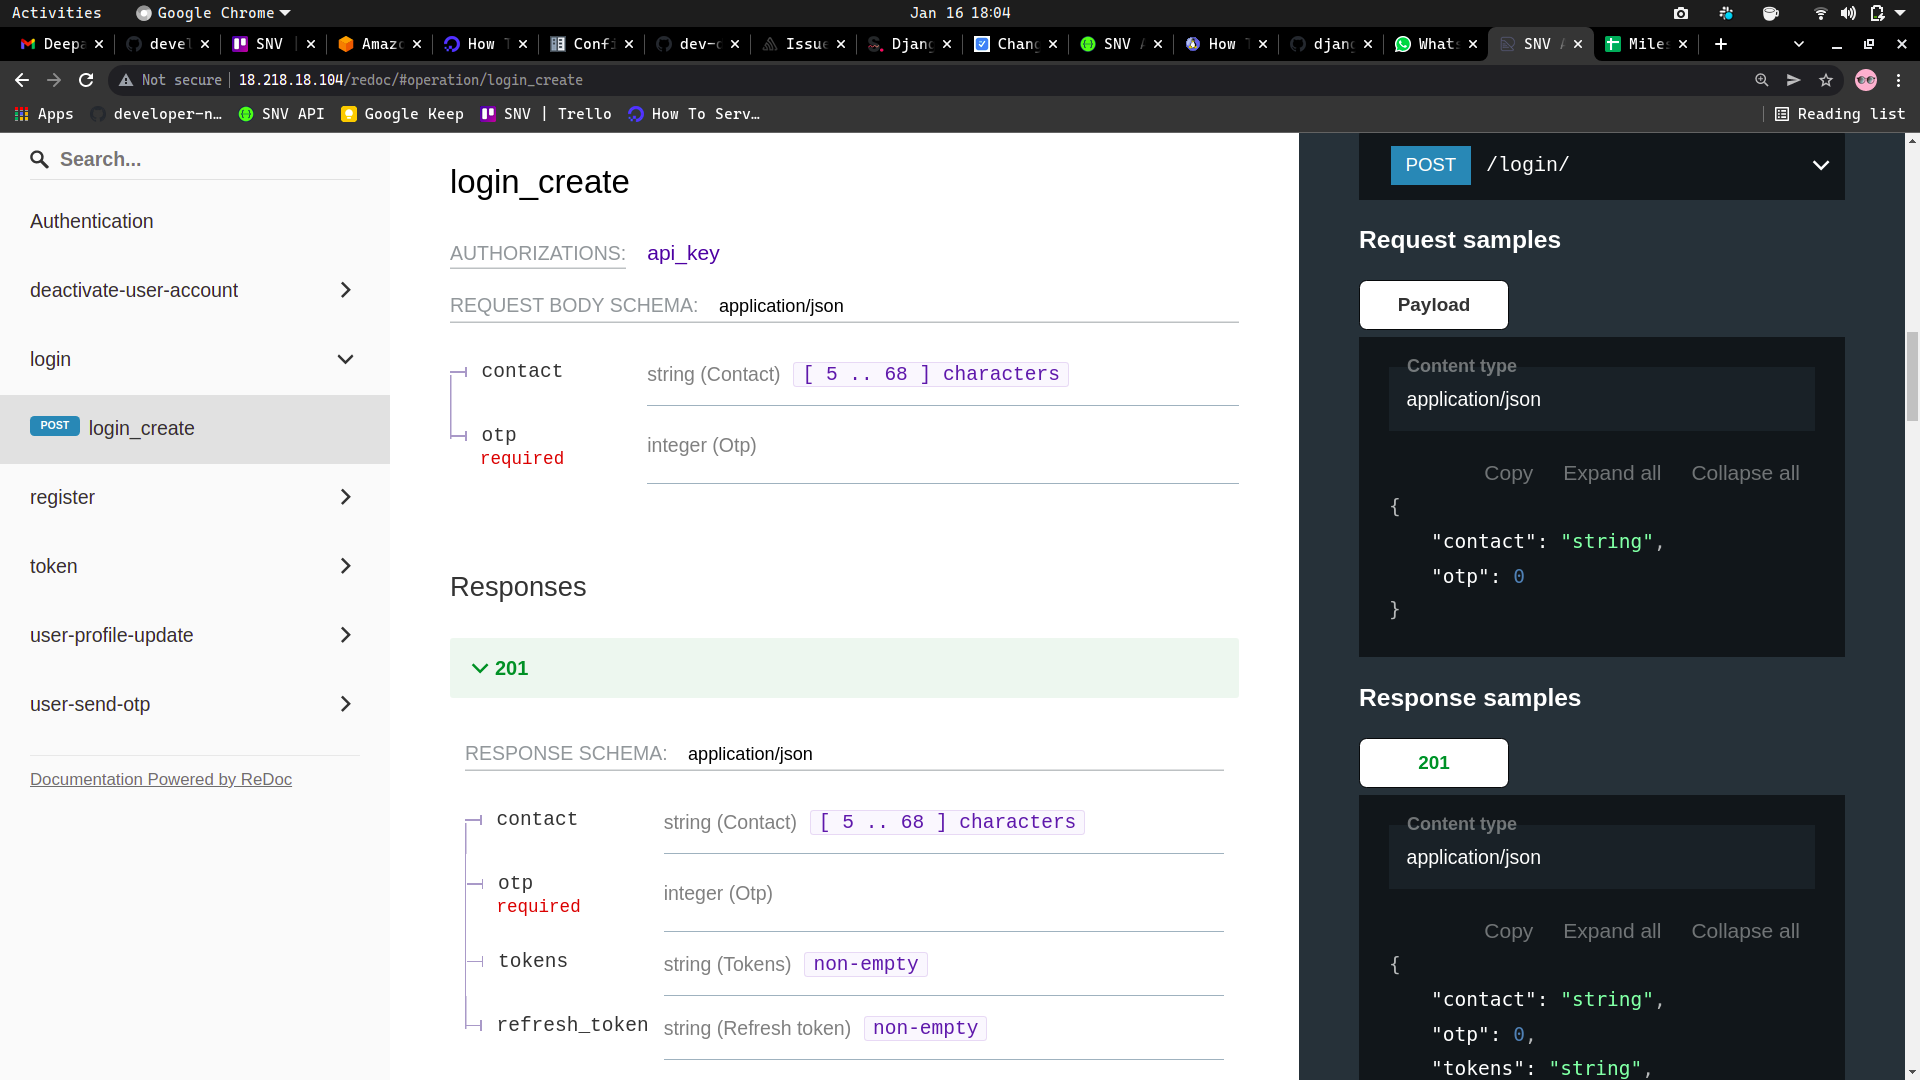 Activities
Google Chrome
Jan 16 18:04
Deepa
devel
SNV |
Amazo
How T
Confi
dev-c
Issue
Djang
Chang
SNV A
How T
djang
Whats
SNV A
Miles
Not secure
18.218.18.104/redoc/#operation/login_create
Apps
developer-n…
SNV API
Google Keep
SNV | Trello
How To Serv…
Reading list
Search...
Authentication
deactivate-user-account
login
POST login_create
register
token
user-profile-update
user-send-otp
Documentation Powered by ReDoc
login_create
AUTHORIZATIONS: api_key
REQUEST BODY SCHEMA: application/json
contact string (Contact) [ 5 .. 68 ] characters
otp
required
integer (Otp)
Responses
201
RESPONSE SCHEMA: application/json
contact string (Contact) [ 5 .. 68 ] characters
otp
required
integer (Otp)
tokens string (Tokens) non-empty
refresh_token string (Refresh token) non-empty
POST /login/
Request samples
Payload
Content type
application/json
Copy Expand all Collapse all
{
"contact": "string",
"otp": 0
}
Response samples
201
Content type
application/json
Copy Expand all Collapse all
{
"contact": "string",
"otp": 0,
"tokens": "string",